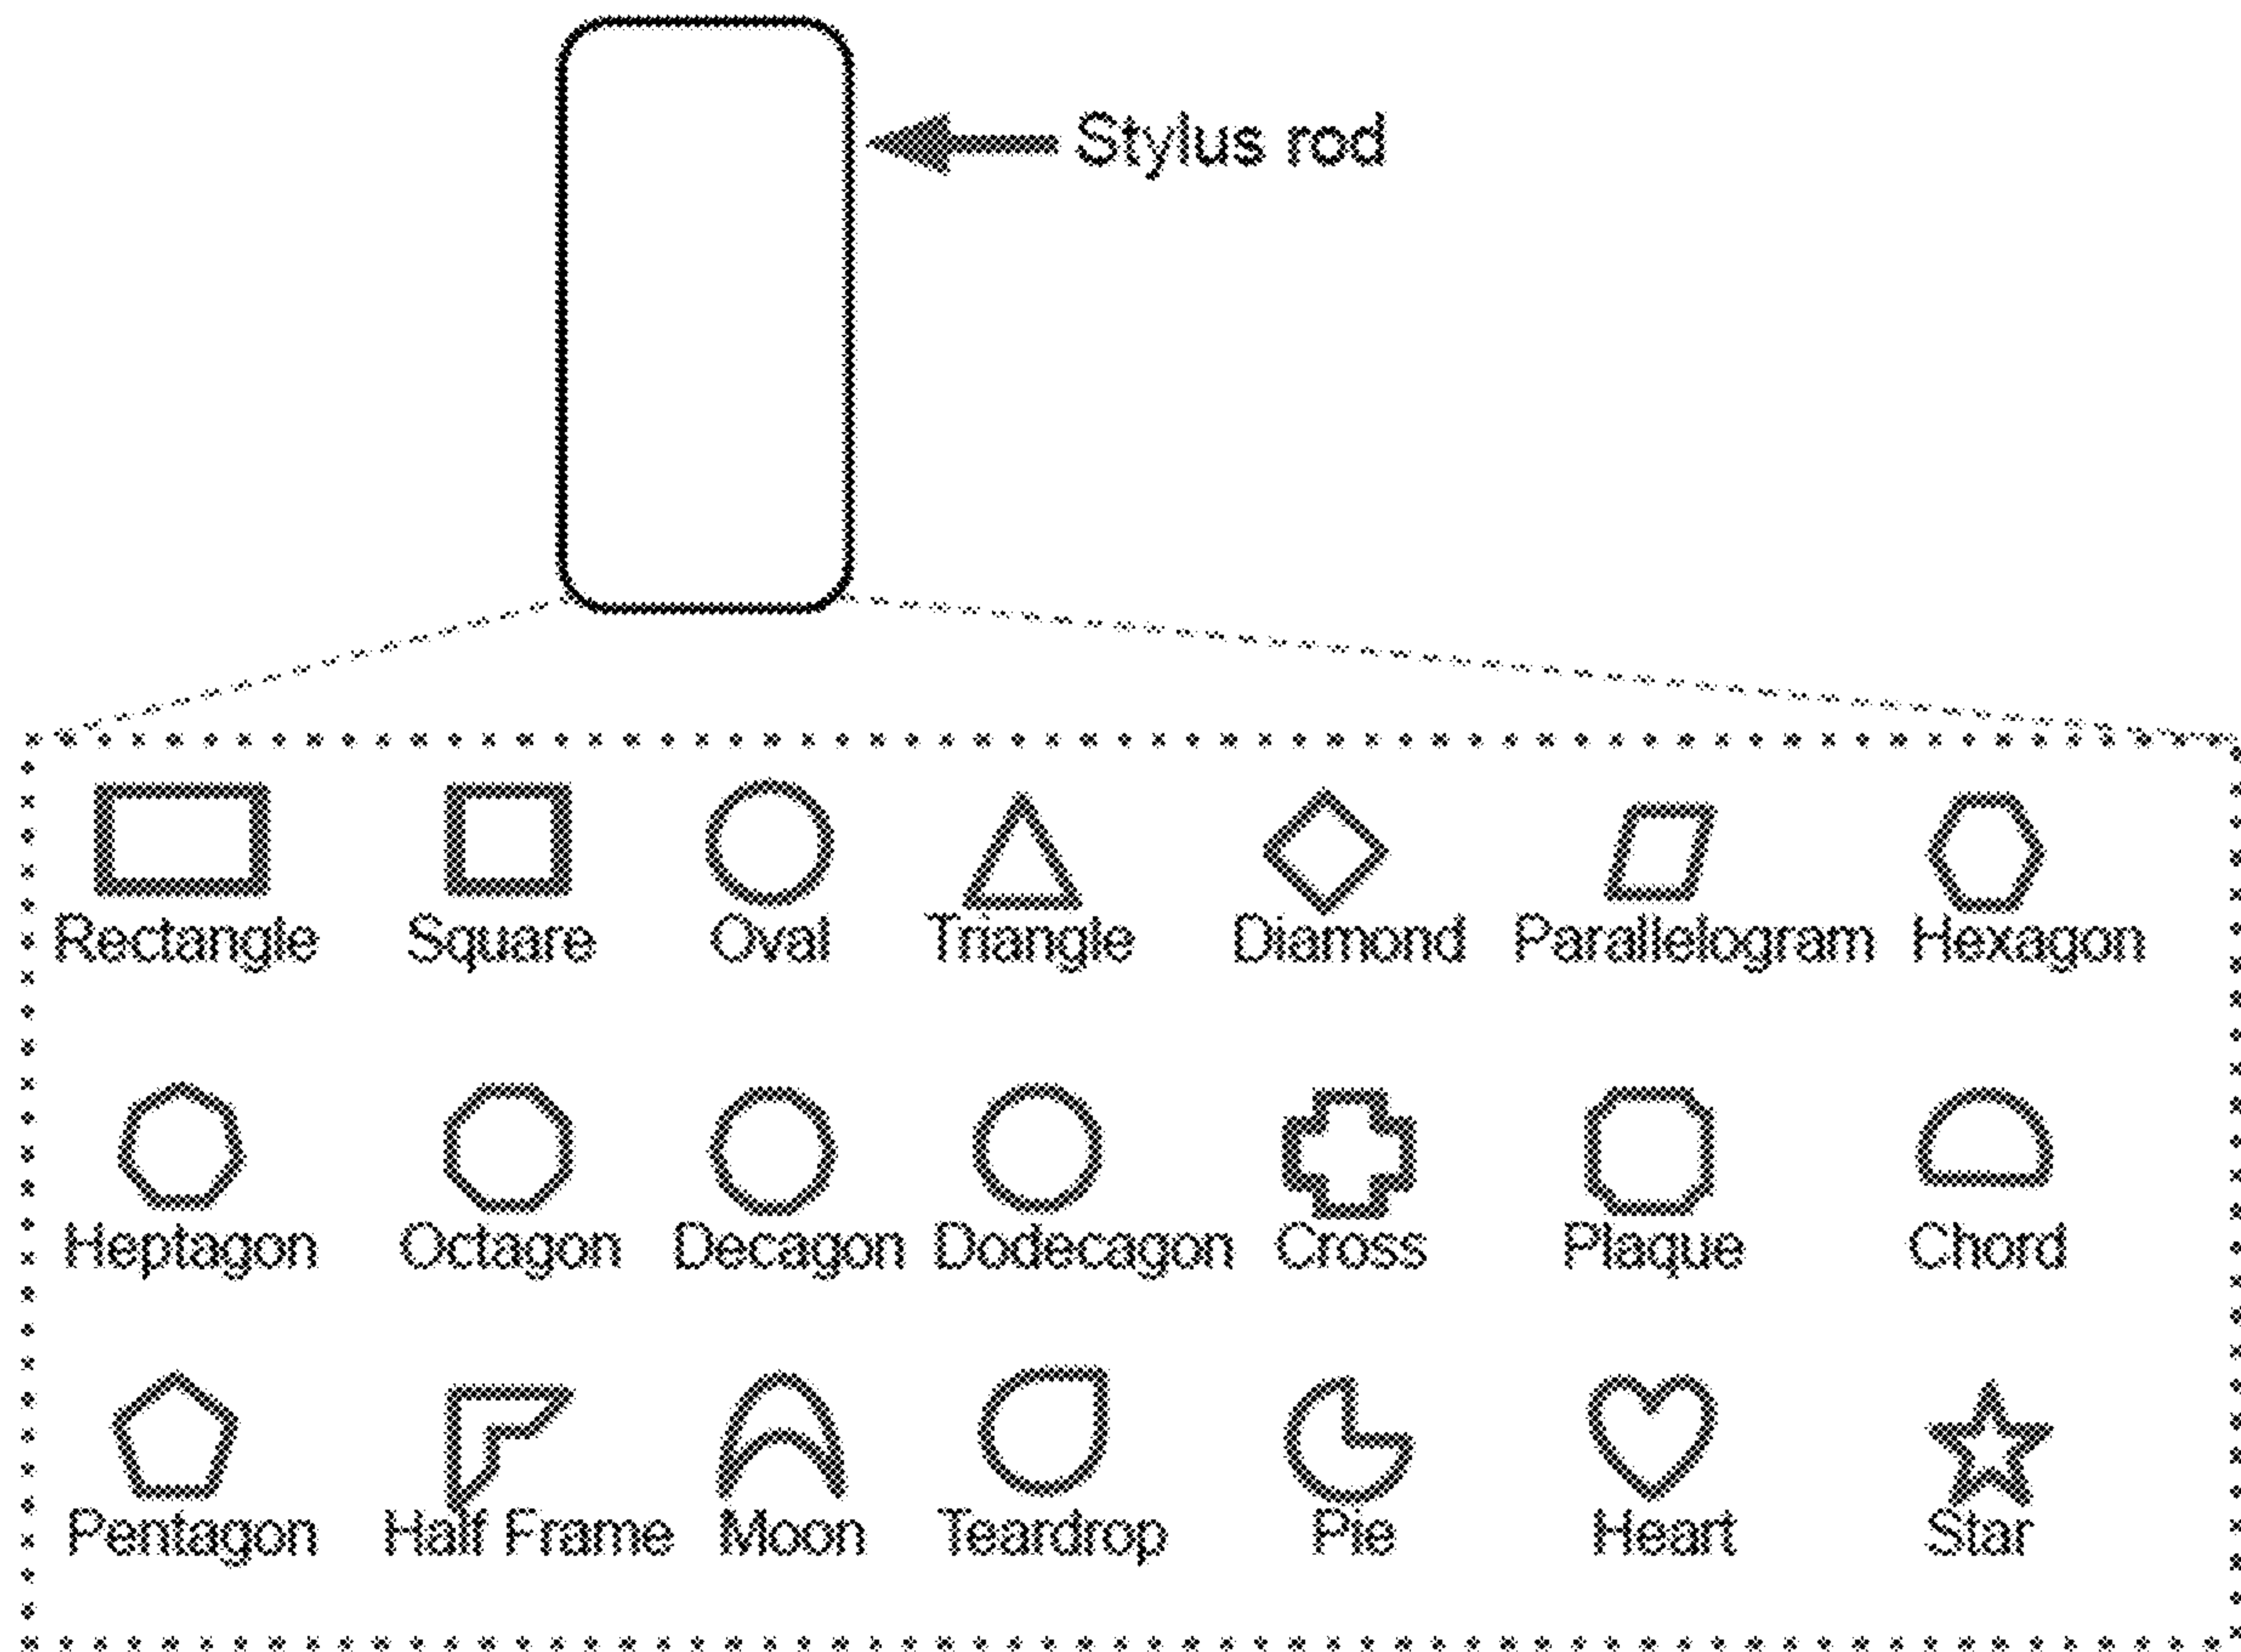 Stylus rod
Rectangle Square Oval Triangle Diamond Parallelogram Hexagon
Heptagon Octagon Decagon Dodecagon Cross Plaque Chord
Pentagon Half Frame Moon Teardrop Pie Heart Star